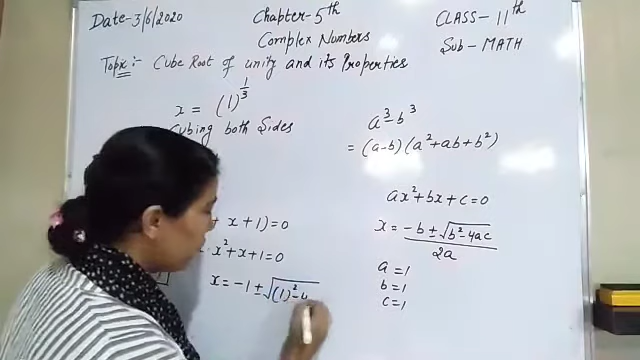 Date-3/6/2020
Chapter-5th
CLASS-11th
Complex Numbers
Sub-MATH
Topic:- Cube Root of unity and its Properties
x = (1)^1/3
Cubing both Sides
a³-b³
= (a-b)(a²+ab+b²)
ax²+bx+c=0
x + 1)=0
x = -b ± √b²-4ac / 2a
x²+x+1=0
a=1
b=1
c=1
x = -1 ± √(1)²-4